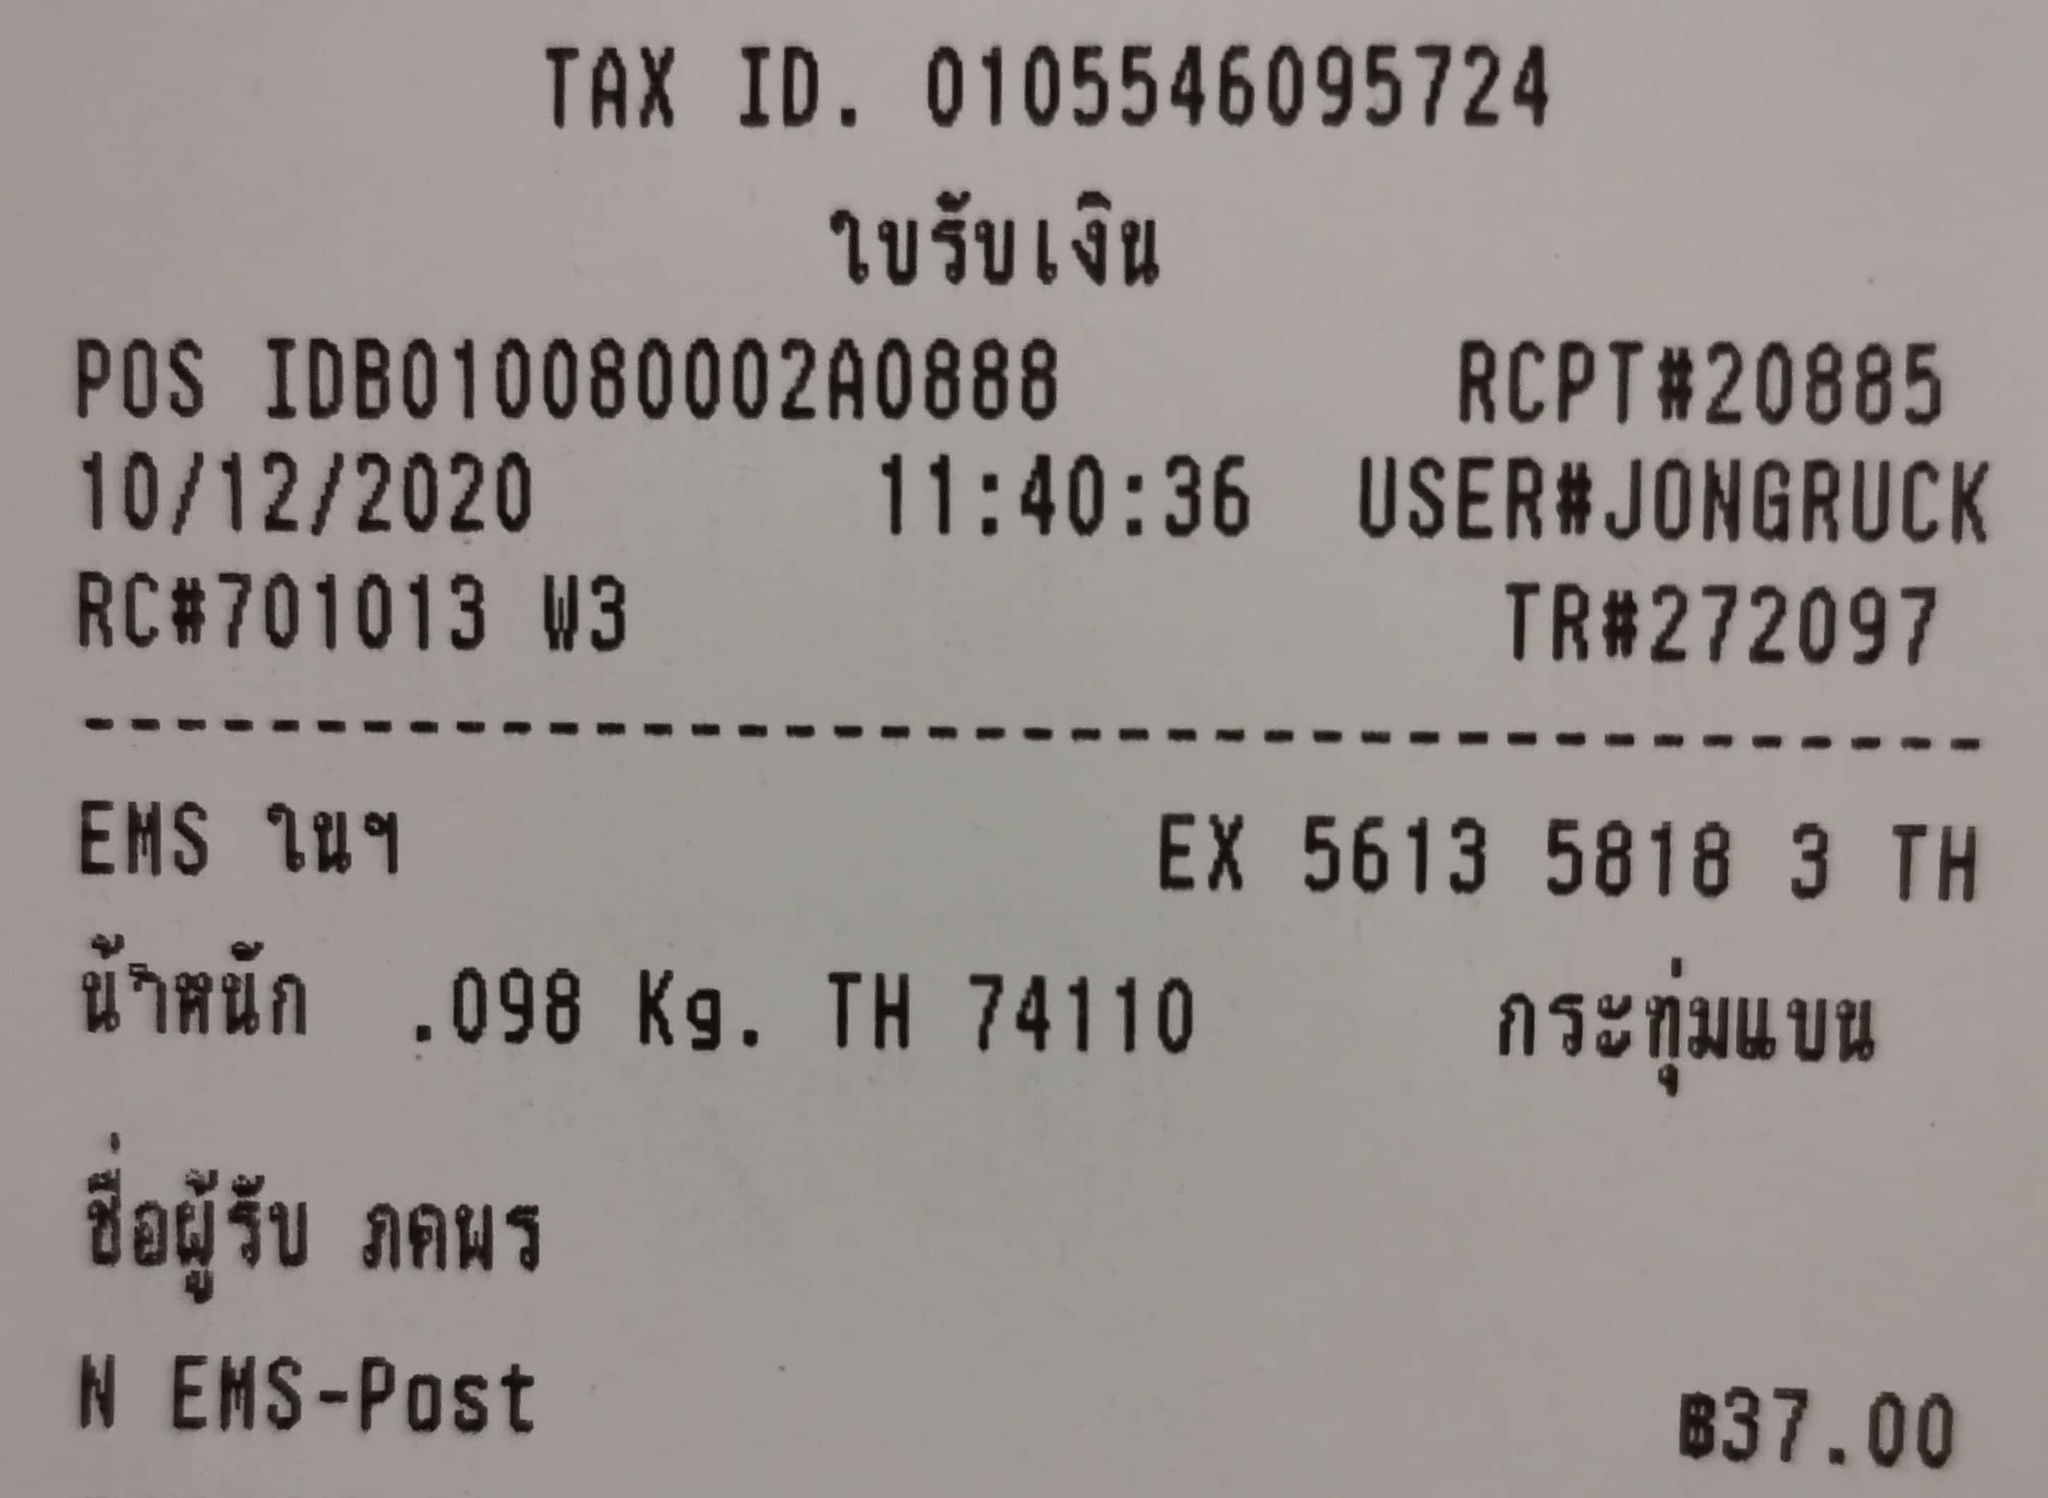 TAX ID. 0105546095724
ใบรับเงิน
POS IDB010080002A0888 RCPT#20885
10/12/2020 11:40:36 USER#JONGRUCK
RC#701013 W3 TR#272097
--------------------------------
EMS ในฯ EX 5613 5818 3 TH
น้ำหนัก .098 Kg. TH 74110 กระทุ่มแบน
ชื่อผู้รับ ภคพร
N EMS-Post ฿37.00